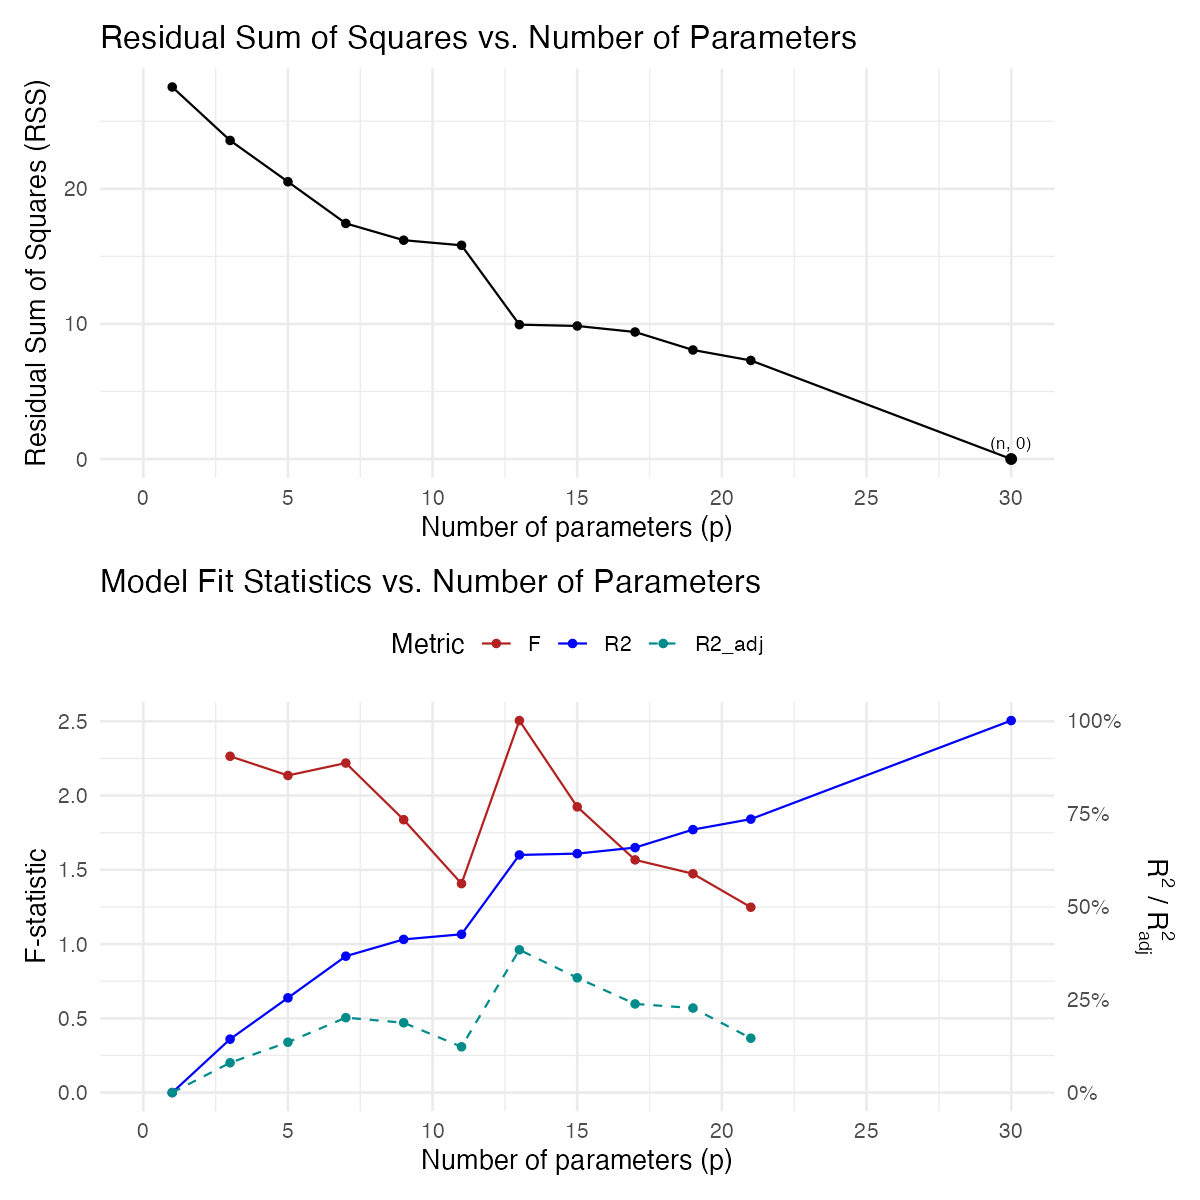 Residual Sum of Squares vs. Number of Parameters
Residual Sum of Squares (RSS)
20
10
0
(n, 0)
0 5 10 15 20 25 30
Number of parameters (p)
Model Fit Statistics vs. Number of Parameters
Metric F R2 R2_adj
F-statistic
2.5 100%
2.0
75%
1.5
50%
1.0
25%
0.5
0.0 0%
R² / R²adj
0 5 10 15 20 25 30
Number of parameters (p)